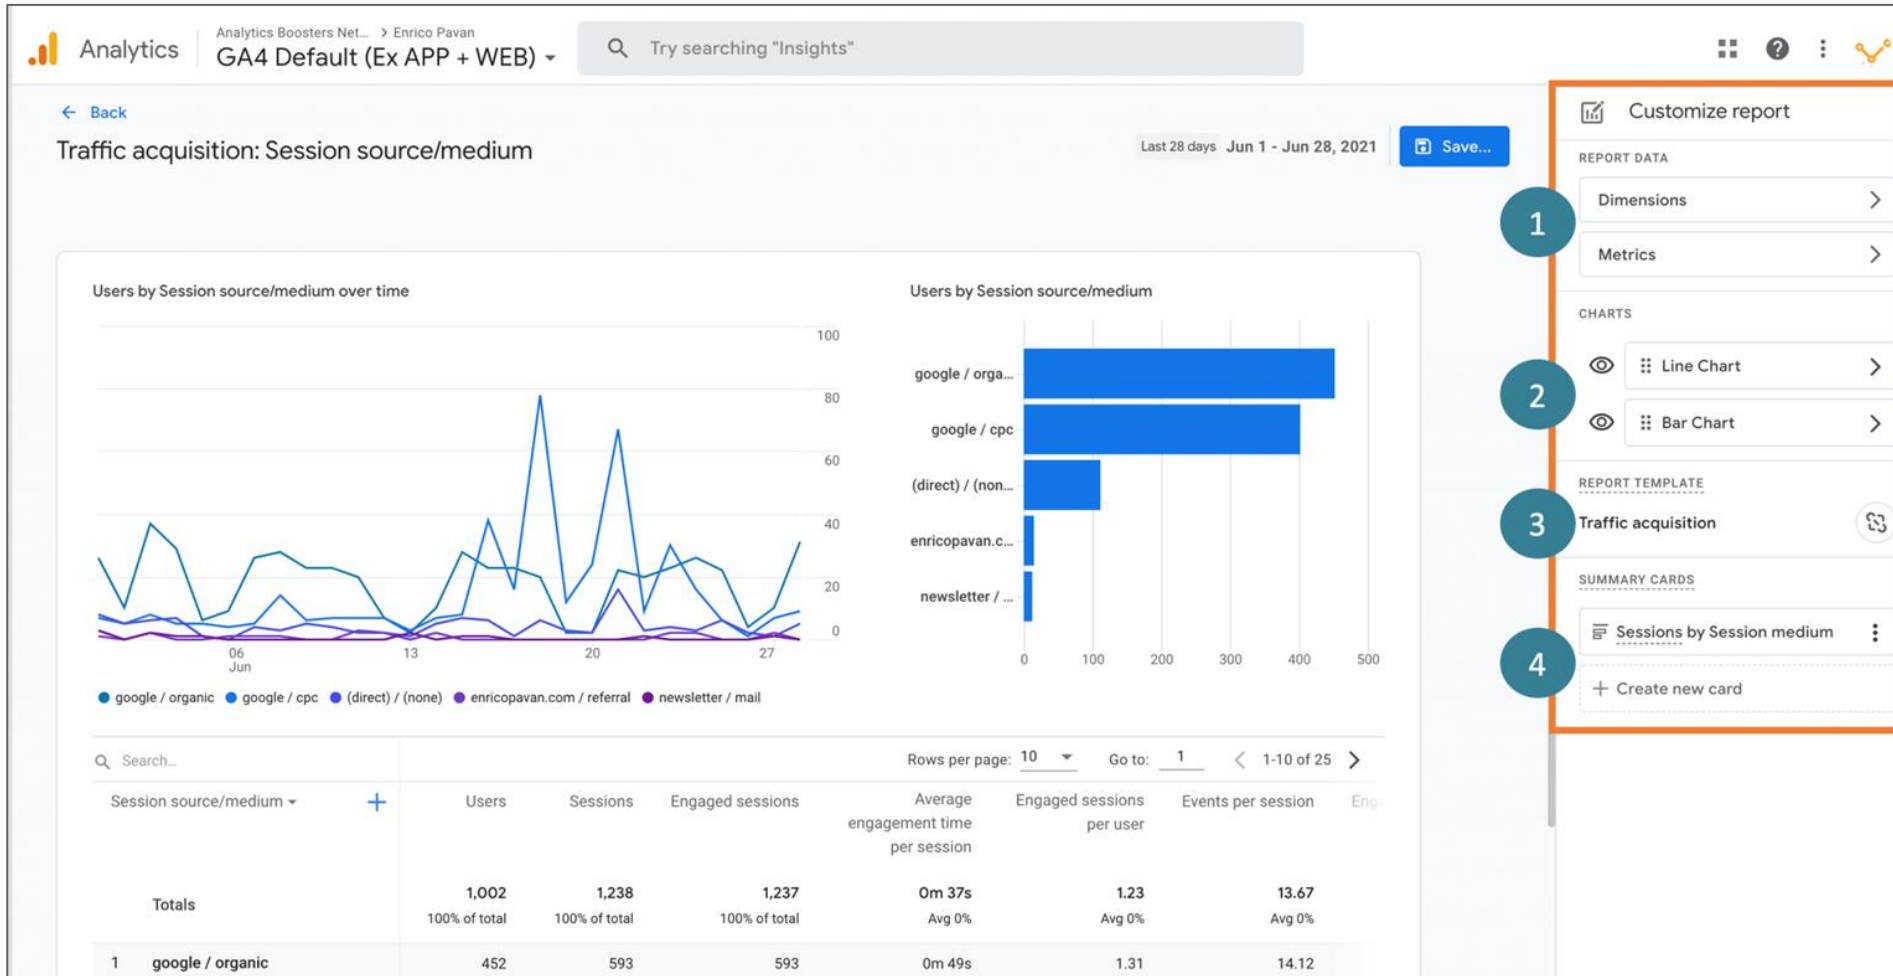 Analytics
Analytics Boosters Net... > Enrico Pavan
GA4 Default (Ex APP + WEB)
Try searching "Insights"
Back
Traffic acquisition: Session source/medium
Last 28 days Jun 1 - Jun 28, 2021
Save...
Users by Session source/medium over time
100
80
60
40
20
0
06
Jun
13
20
27
google / organic google / cpc (direct) / (none) enricopavan.com / referral newsletter / mail
Users by Session source/medium
google / orga...
google / cpc
(direct) / (non...
enricopavan.c...
newsletter / ...
0 100 200 300 400 500
Search...
Rows per page: 10 Go to: 1 1-10 of 25
Session source/medium + Users Sessions Engaged sessions
Average
engagement time
per session
Engaged sessions
per user
Events per session
Eng
Totals
1,002 1,238 1,237 0m 37s 1.23 13.67
100% of total 100% of total 100% of total Avg 0% Avg 0% Avg 0%
1 google / organic 452 593 593 0m 49s 1.31 14.12
Customize report
REPORT DATA
1
Dimensions
Metrics
CHARTS
2
Line Chart
Bar Chart
REPORT TEMPLATE
3
Traffic acquisition
SUMMARY CARDS
4
Sessions by Session medium
+ Create new card